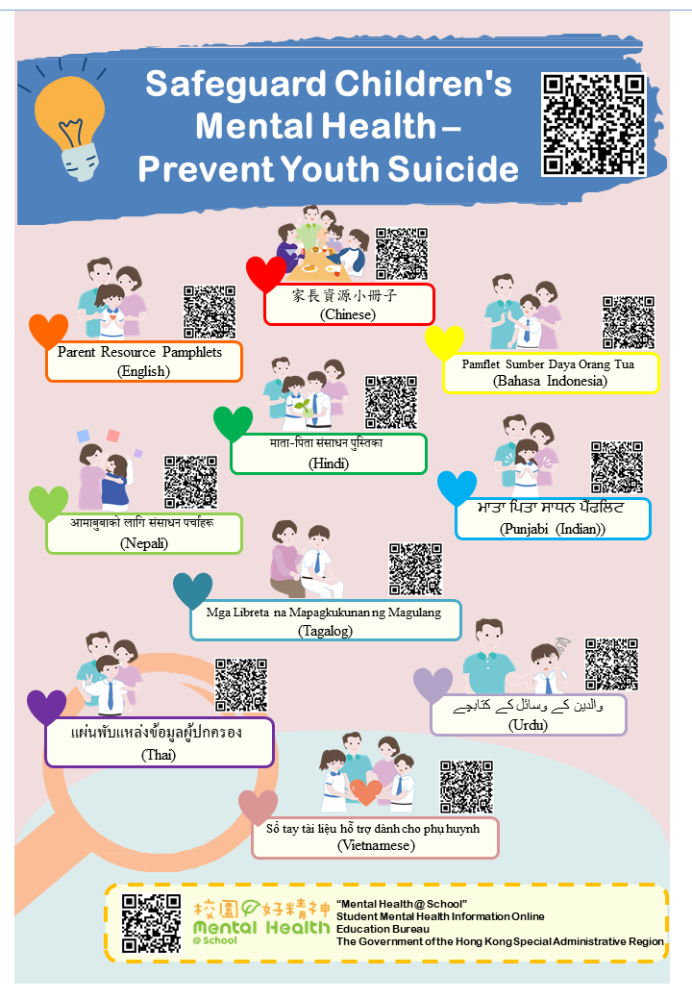 Safeguard Children's
Mental Health –
Prevent Youth Suicide
家長資源小冊子
(Chinese)
Parent Resource Pamphlets
(English)
Pamflet Sumber Daya Orang Tua
(Bahasa Indonesia)
माता-पिता संसाधन पुस्तिका
(Hindi)
ਮਾਤਾ ਪਿਤਾ ਸਾਧਨ ਪੈਂਫਲਿਟ
(Punjabi (Indian))
आमाबुबाको लागि संसाधन पर्चाहरू
(Nepali)
Mga Libreta na Mapagkukunan ng Magulang
(Tagalog)
والدین کے وسائل کے کتابچے
(Urdu)
แผ่นพับแหล่งข้อมูลผู้ปกครอง
(Thai)
Sổ tay tài liệu hỗ trợ dành cho phụ huynh
(Vietnamese)
校園好精神
Mental Health
@ School
“Mental Health @ School”
Student Mental Health Information Online
Education Bureau
The Government of the Hong Kong Special Administrative Region